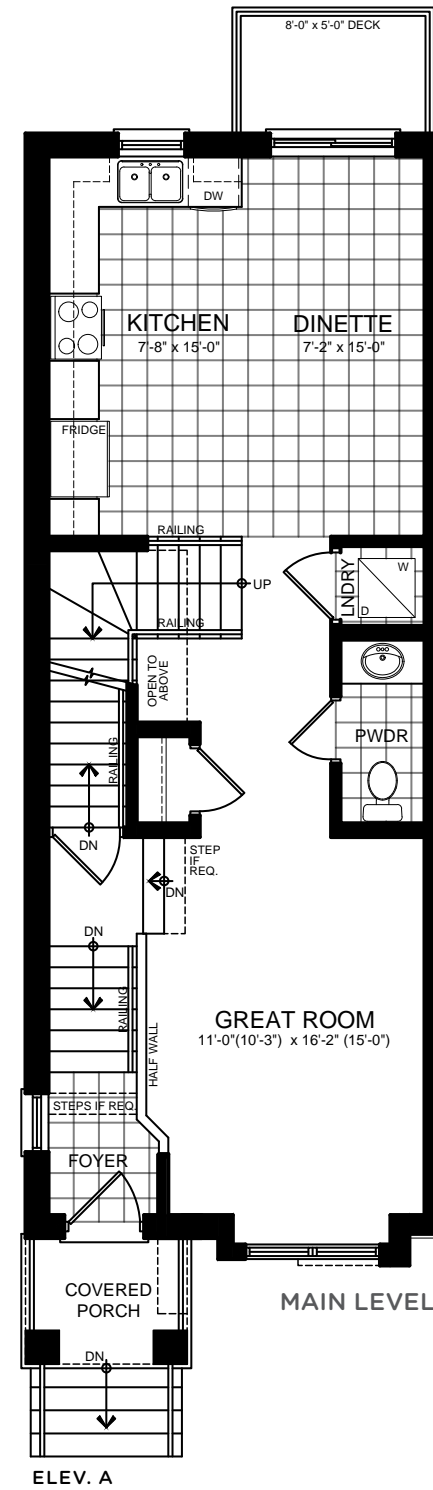 8'-0" x 5'-0" DECK
DW
KITCHEN
7'-8" x 15'-0"
DINETTE
7'-2" x 15'-0"
FRIDGE
RAILING
UP
LNDRY
W
D
RAILING
OPEN TO
ABOVE
PWDR
RAILING
DN
STEP
IF
REQ.
DN
DN
RAILING
HALF WALL
GREAT ROOM
11'-0"(10'-3") x 16'-2" (15'-0")
STEPS IF REQ.
FOYER
COVERED
PORCH
MAIN LEVEL
DN
ELEV. A